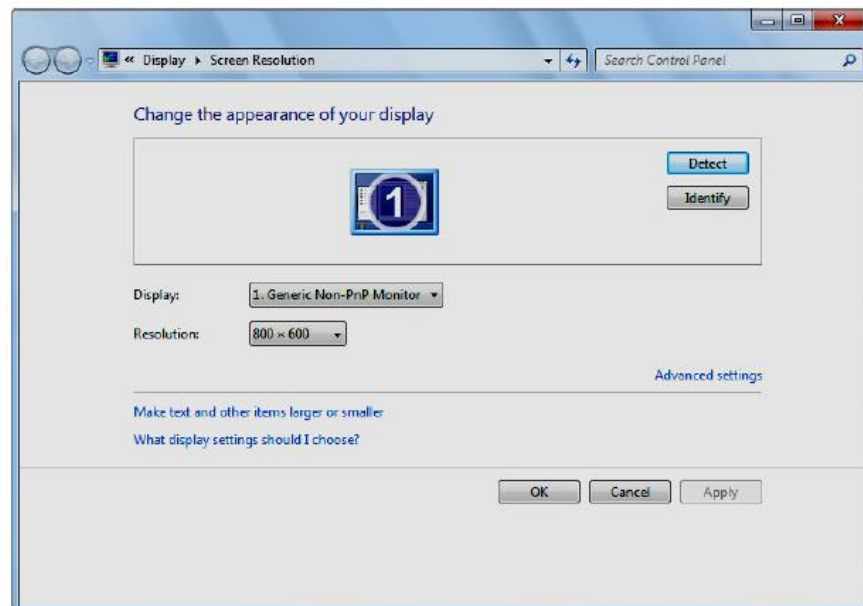 « Display ▸ Screen Resolution
Search Control Panel
Change the appearance of your display
1
Detect
Identify
Display: 1. Generic Non-PnP Monitor
Resolution: 800 × 600
Advanced settings
Make text and other items larger or smaller
What display settings should I choose?
OK Cancel Apply